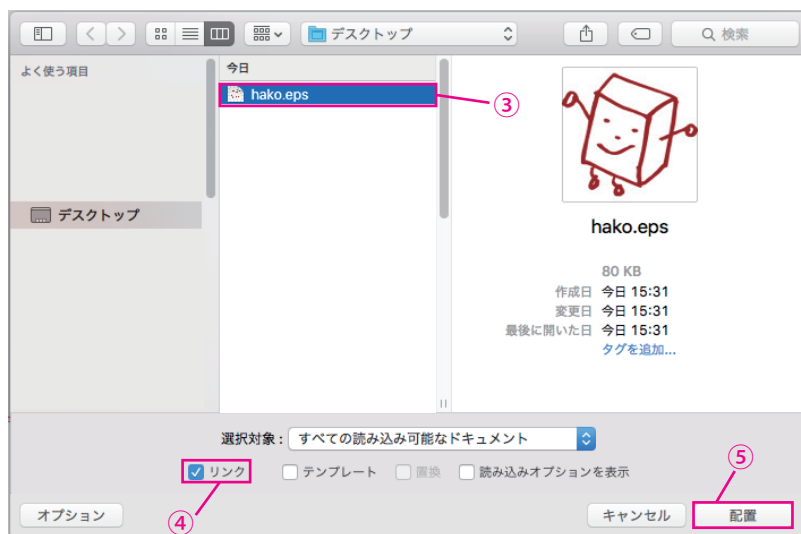 デスクトップ
検索
よく使う項目
今日
hako.eps
③
デスクトップ
hako.eps
80 KB
作成日 今日 15:31
変更日 今日 15:31
最後に開いた日 今日 15:31
タグを追加...
選択対象： すべての読み込み可能なドキュメント
リンク テンプレート 置換 読み込みオプションを表示
⑤
④
オプション キャンセル 配置